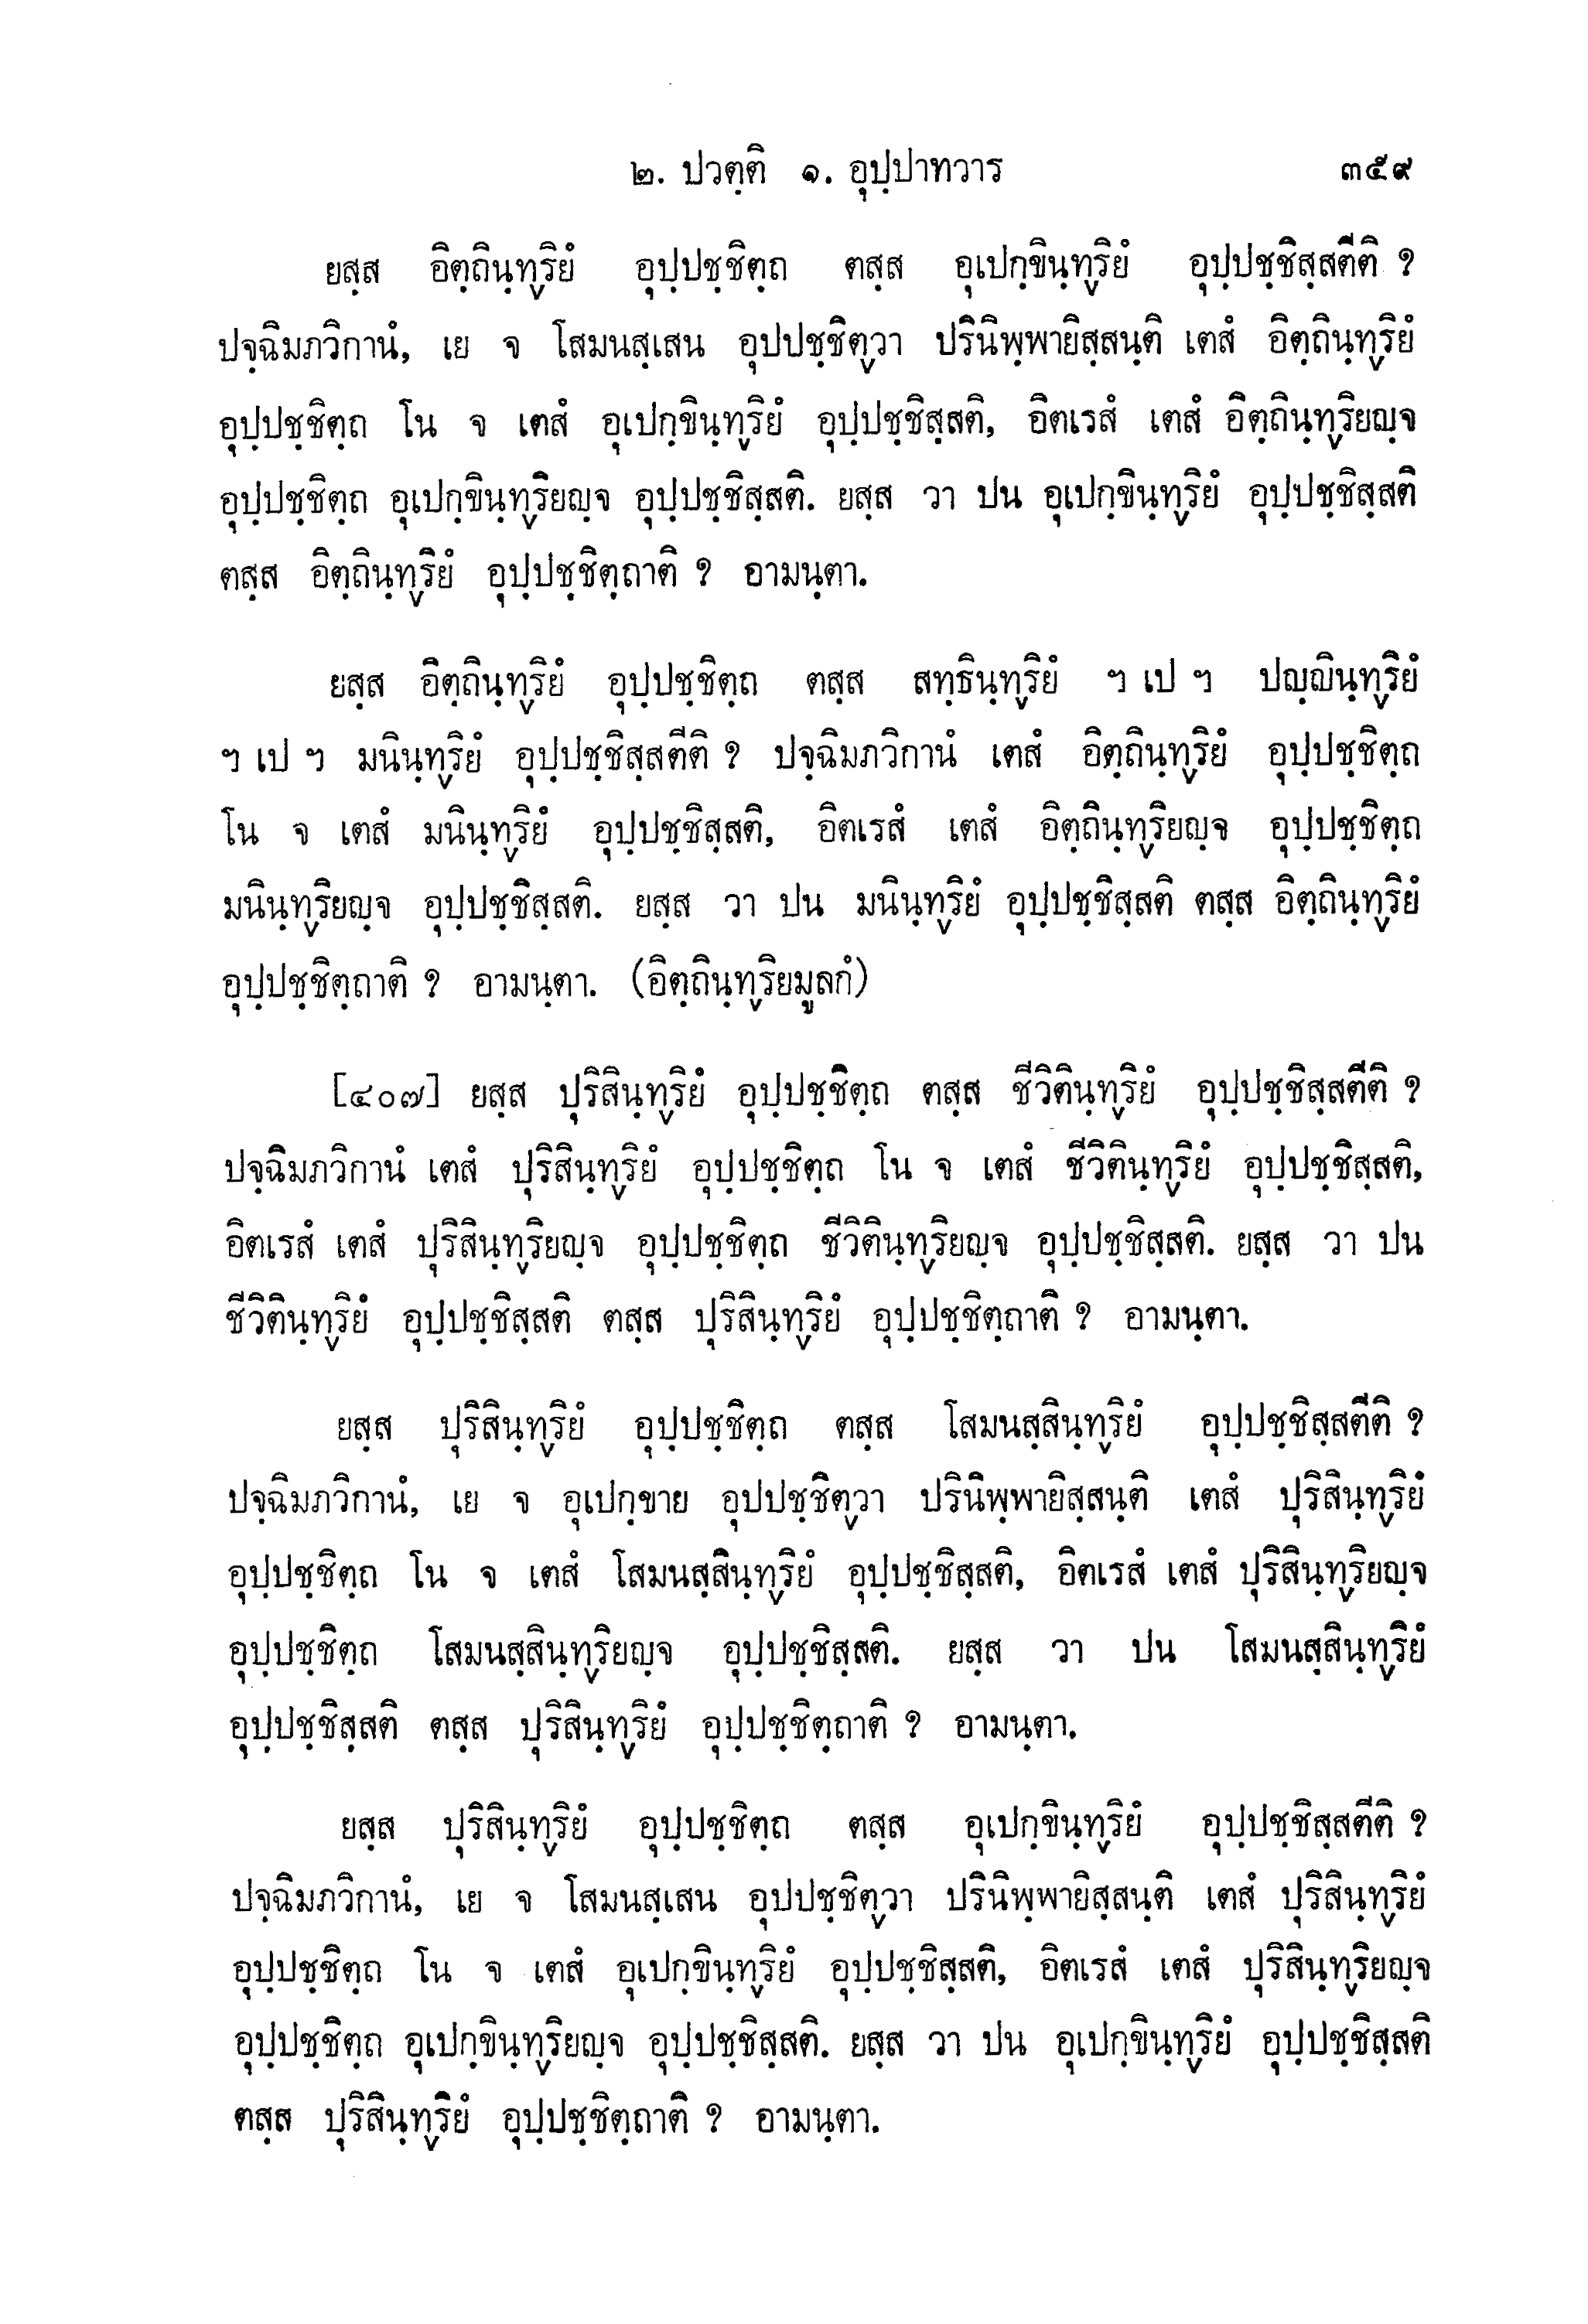 ๒. ปวตฺติ ๑. อุปฺปาทวาร ๓๕๙
ยสฺส อิตฺถินฺทฺริยํ อุปฺปชฺชิตฺถ ตสฺส อุเปกฺขินฺทฺริยํ อุปฺปชฺชิสฺสตีติ ?
ปจฺฉิมภวิกานํ, เย จ โสมนสฺเสน อุปปชฺชิตฺวา ปรินิพฺพายิสฺสนฺติ เตสํ อิตฺถินฺทฺริยํ
อุปฺปชฺชิตฺถ โน จ เตสํ อุเปกฺขินฺทฺริยํ อุปฺปชฺชิสฺสติ, อิตเรสํ เตสํ อิตฺถินฺทฺริยญฺจ
อุปฺปชฺชิตฺถ อุเปกฺขินฺทฺริยญฺจ อุปฺปชฺชิสฺสติ. ยสฺส วา ปน อุเปกฺขินฺทฺริยํ อุปฺปชฺชิสฺสติ
ตสฺส อิตฺถินฺทฺริยํ อุปฺปชฺชิตฺถาติ ? อามนฺตา.
ยสฺส อิตฺถินฺทฺริยํ อุปฺปชฺชิตฺถ ตสฺส สทฺธินฺทฺริยํ ฯ เป ฯ ปญฺญินฺทฺริยํ
ฯ เป ฯ มนินฺทฺริยํ อุปฺปชฺชิสฺสตีติ ? ปจฺฉิมภวิกานํ เตสํ อิตฺถินฺทฺริยํ อุปฺปชฺชิตฺถ
โน จ เตสํ มนินฺทฺริยํ อุปฺปชฺชิสฺสติ, อิตเรสํ เตสํ อิตฺถินฺทฺริยญฺจ อุปฺปชฺชิตฺถ
มนินฺทฺริยญฺจ อุปฺปชฺชิสฺสติ. ยสฺส วา ปน มนินฺทฺริยํ อุปฺปชฺชิสฺสติ ตสฺส อิตฺถินฺทฺริยํ
อุปฺปชฺชิตฺถาติ ? อามนฺตา. (อิตฺถินฺทฺริยมูลกํ)
[๔๐๗] ยสฺส ปุริสินฺทฺริยํ อุปฺปชฺชิตฺถ ตสฺส ชีวิตินฺทฺริยํ อุปฺปชฺชิสฺสตีติ ?
ปจฺฉิมภวิกานํ เตสํ ปุริสินฺทฺริยํ อุปฺปชฺชิตฺถ โน จ เตสํ ชีวิตินฺทฺริยํ อุปฺปชฺชิสฺสติ,
อิตเรสํ เตสํ ปุริสินฺทฺริยญฺจ อุปฺปชฺชิตฺถ ชีวิตินฺทฺริยญฺจ อุปฺปชฺชิสฺสติ. ยสฺส วา ปน
ชีวิตินฺทฺริยํ อุปฺปชฺชิสฺสติ ตสฺส ปุริสินฺทฺริยํ อุปฺปชฺชิตฺถาติ ? อามนฺตา.
ยสฺส ปุริสินฺทฺริยํ อุปฺปชฺชิตฺถ ตสฺส โสมนสฺสินฺทฺริยํ อุปฺปชฺชิสฺสตีติ ?
ปจฺฉิมภวิกานํ, เย จ อุเปกฺขาย อุปปชฺชิตฺวา ปรินิพฺพายิสฺสนฺติ เตสํ ปุริสินฺทฺริยํ
อุปฺปชฺชิตฺถ โน จ เตสํ โสมนสฺสินฺทฺริยํ อุปฺปชฺชิสฺสติ, อิตเรสํ เตสํ ปุริสินฺทฺริยญฺจ
อุปฺปชฺชิตฺถ โสมนสฺสินฺทฺริยญฺจ อุปฺปชฺชิสฺสติ. ยสฺส วา ปน โสมนสฺสินฺทฺริยํ
อุปฺปชฺชิสฺสติ ตสฺส ปุริสินฺทฺริยํ อุปฺปชฺชิตฺถาติ ? อามนฺตา.
ยสฺส ปุริสินฺทฺริยํ อุปฺปชฺชิตฺถ ตสฺส อุเปกฺขินฺทฺริยํ อุปฺปชฺชิสฺสตีติ ?
ปจฺฉิมภวิกานํ, เย จ โสมนสฺเสน อุปปชฺชิตฺวา ปรินิพฺพายิสฺสนฺติ เตสํ ปุริสินฺทฺริยํ
อุปฺปชฺชิตฺถ โน จ เตสํ อุเปกฺขินฺทฺริยํ อุปฺปชฺชิสฺสติ, อิตเรสํ เตสํ ปุริสินฺทฺริยญฺจ
อุปฺปชฺชิตฺถ อุเปกฺขินฺทฺริยญฺจ อุปฺปชฺชิสฺสติ. ยสฺส วา ปน อุเปกฺขินฺทฺริยํ อุปฺปชฺชิสฺสติ
ตสฺส ปุริสินฺทฺริยํ อุปฺปชฺชิตฺถาติ ? อามนฺตา.